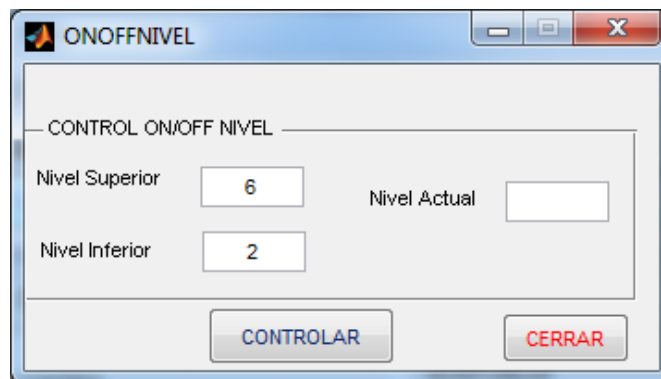 ONOFFNIVEL
CONTROL ON/OFF NIVEL
Nivel Superior 6
Nivel Actual
Nivel Inferior 2
CONTROLAR CERRAR